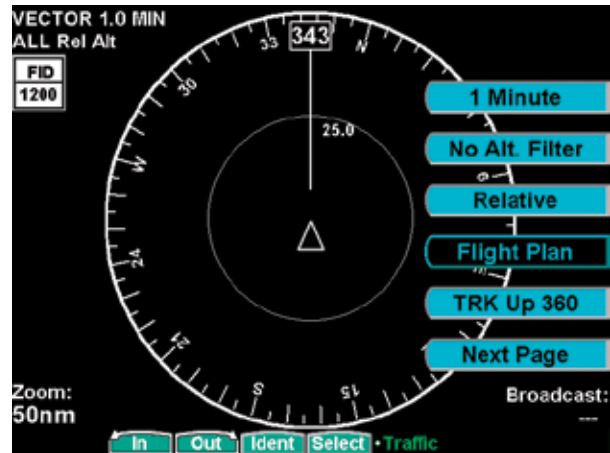 VECTOR 1.0 MIN
ALL Rel Alt
FID
1200
343
33
N
30
25.0
W
6
24
21
S
15
1 Minute
No Alt. Filter
Relative
Flight Plan
TRK Up 360
Next Page
Zoom:
50nm
Broadcast:
---
In
Out
Ident
Select
•Traffic